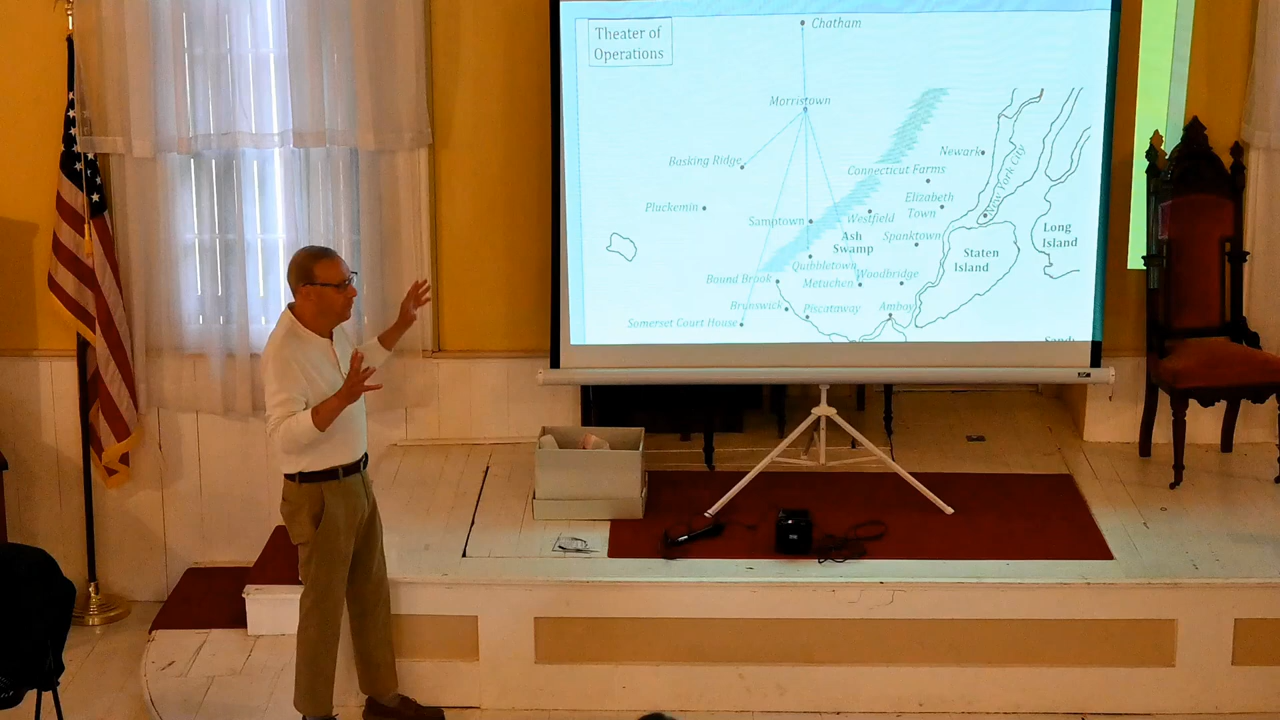 Theater of
Operations
Chatham
Morristown
Basking Ridge
Newark
Connecticut Farms
New York City
Pluckemin
Elizabeth
Town
Samptown
Westfield
Ash
Swamp
Spanktown
Long
Island
Staten
Island
Quibbletown
Bound Brook
Metuchen
Woodbridge
Brunswick
Piscataway
Amboy
Somerset Court House